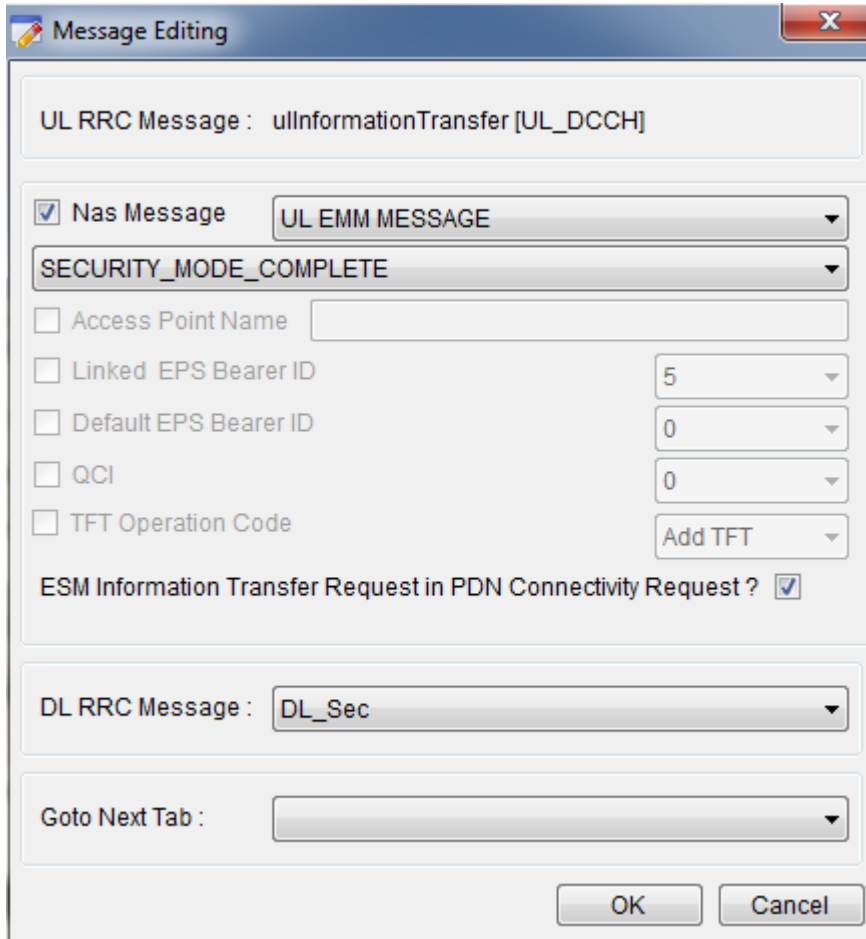 Message Editing
UL RRC Message : ulInformationTransfer [UL_DCCH]
Nas Message UL EMM MESSAGE
SECURITY_MODE_COMPLETE
Access Point Name
Linked EPS Bearer ID 5
Default EPS Bearer ID 0
QCI 0
TFT Operation Code Add TFT
ESM Information Transfer Request in PDN Connectivity Request ?
DL RRC Message : DL_Sec
Goto Next Tab :
OK Cancel